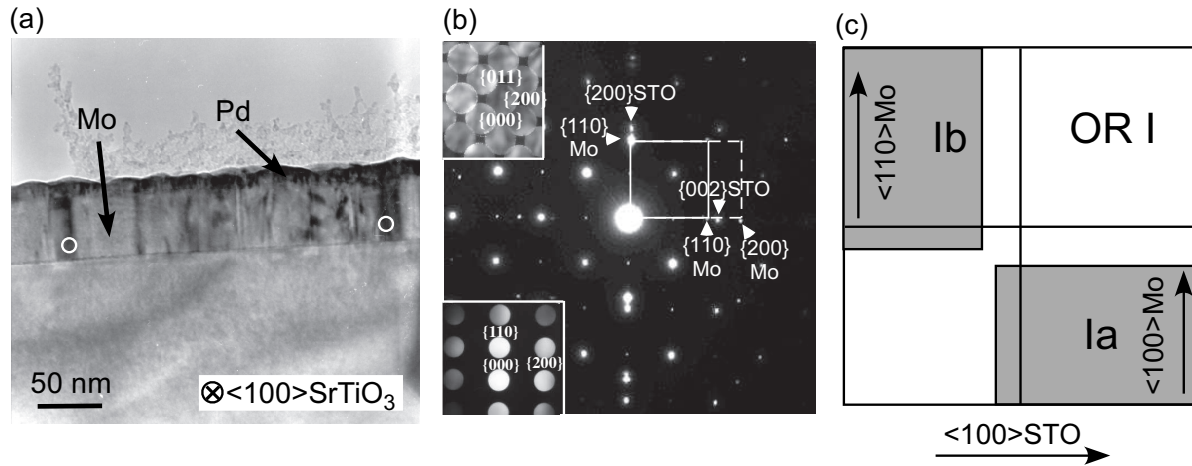 (a)
Mo
Pd
50 nm
⊗<100>SrTiO₃
(b)
{011}
{200}
{000}
{200}STO
{110}
Mo
{002}STO
{110}
Mo
{200}
Mo
{110}
{000}
{200}
(c)
<110>Mo
Ib
OR I
Ia
<100>Mo
<100>STO